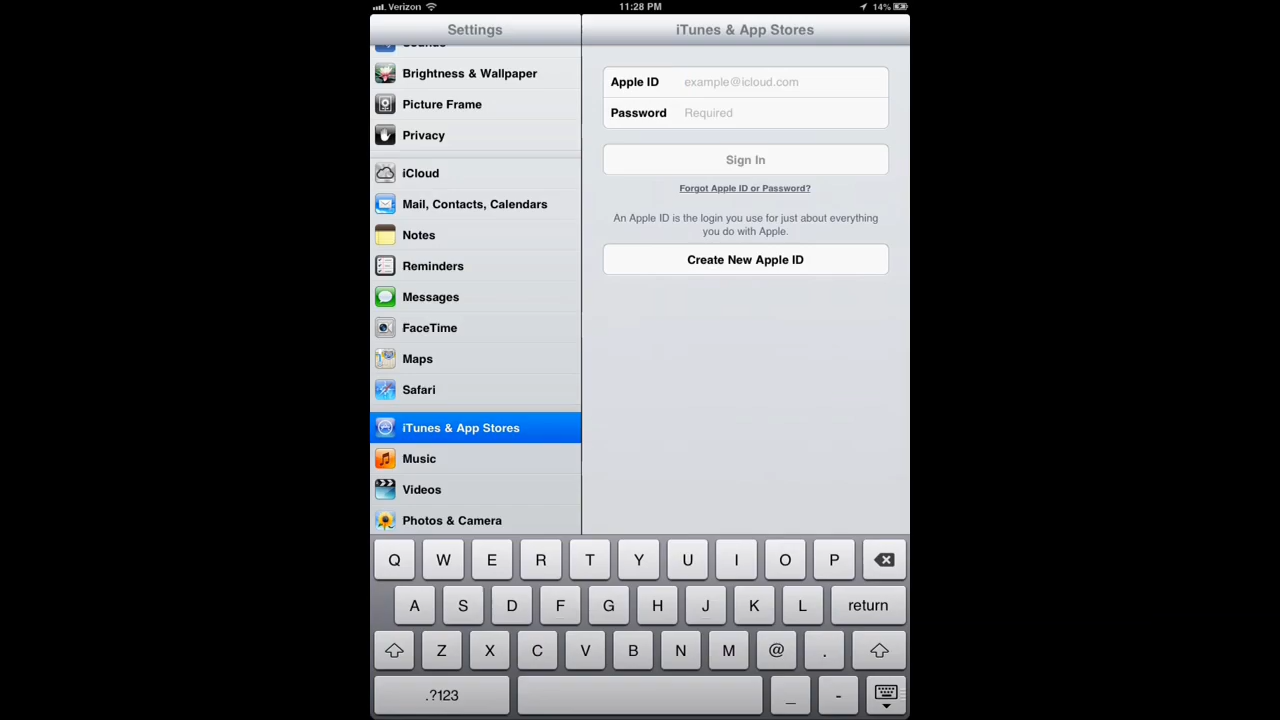 Verizon
11:28 PM
14%
Settings
iTunes & App Stores
Sounds
Brightness & Wallpaper
Picture Frame
Privacy
iCloud
Mail, Contacts, Calendars
Notes
Reminders
Messages
FaceTime
Maps
Safari
iTunes & App Stores
Music
Videos
Photos & Camera
Apple ID example@icloud.com
Password Required
Sign In
Forgot Apple ID or Password?
An Apple ID is the login you use for just about everything
you do with Apple.
Create New Apple ID
Q W E R T Y U I O P
A S D F G H J K L return
Z X C V B N M @ .
.?123 _ -